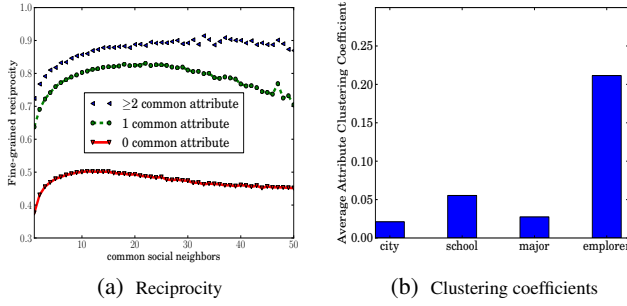 Fine-grained reciprocity
1.0
0.9
0.8
0.7
0.6
0.5
0.4
0.3
≥2 common attribute
1 common attribute
0 common attribute
10
20
30
40
50
common social neighbors
(a) Reciprocity
Average Attribute Clustering Coefficient
0.25
0.20
0.15
0.10
0.05
0.00
city
school
major
emplorer
(b) Clustering coefficients